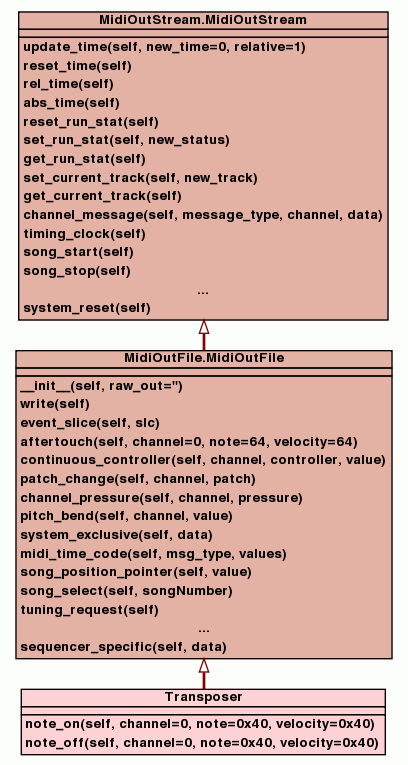 MidiOutStream.MidiOutStream
update_time(self, new_time=0, relative=1)
reset_time(self)
rel_time(self)
abs_time(self)
reset_run_stat(self)
set_run_stat(self, new_status)
get_run_stat(self)
set_current_track(self, new_track)
get_current_track(self)
channel_message(self, message_type, channel, data)
timing_clock(self)
song_start(self)
song_stop(self)
...
system_reset(self)
MidiOutFile.MidiOutFile
__init__(self, raw_out='')
write(self)
event_slice(self, slc)
aftertouch(self, channel=0, note=64, velocity=64)
continuous_controller(self, channel, controller, value)
patch_change(self, channel, patch)
channel_pressure(self, channel, pressure)
pitch_bend(self, channel, value)
system_exclusive(self, data)
midi_time_code(self, msg_type, values)
song_position_pointer(self, value)
song_select(self, songNumber)
tuning_request(self)
...
sequencer_specific(self, data)
Transposer
note_on(self, channel=0, note=0x40, velocity=0x40)
note_off(self, channel=0, note=0x40, velocity=0x40)